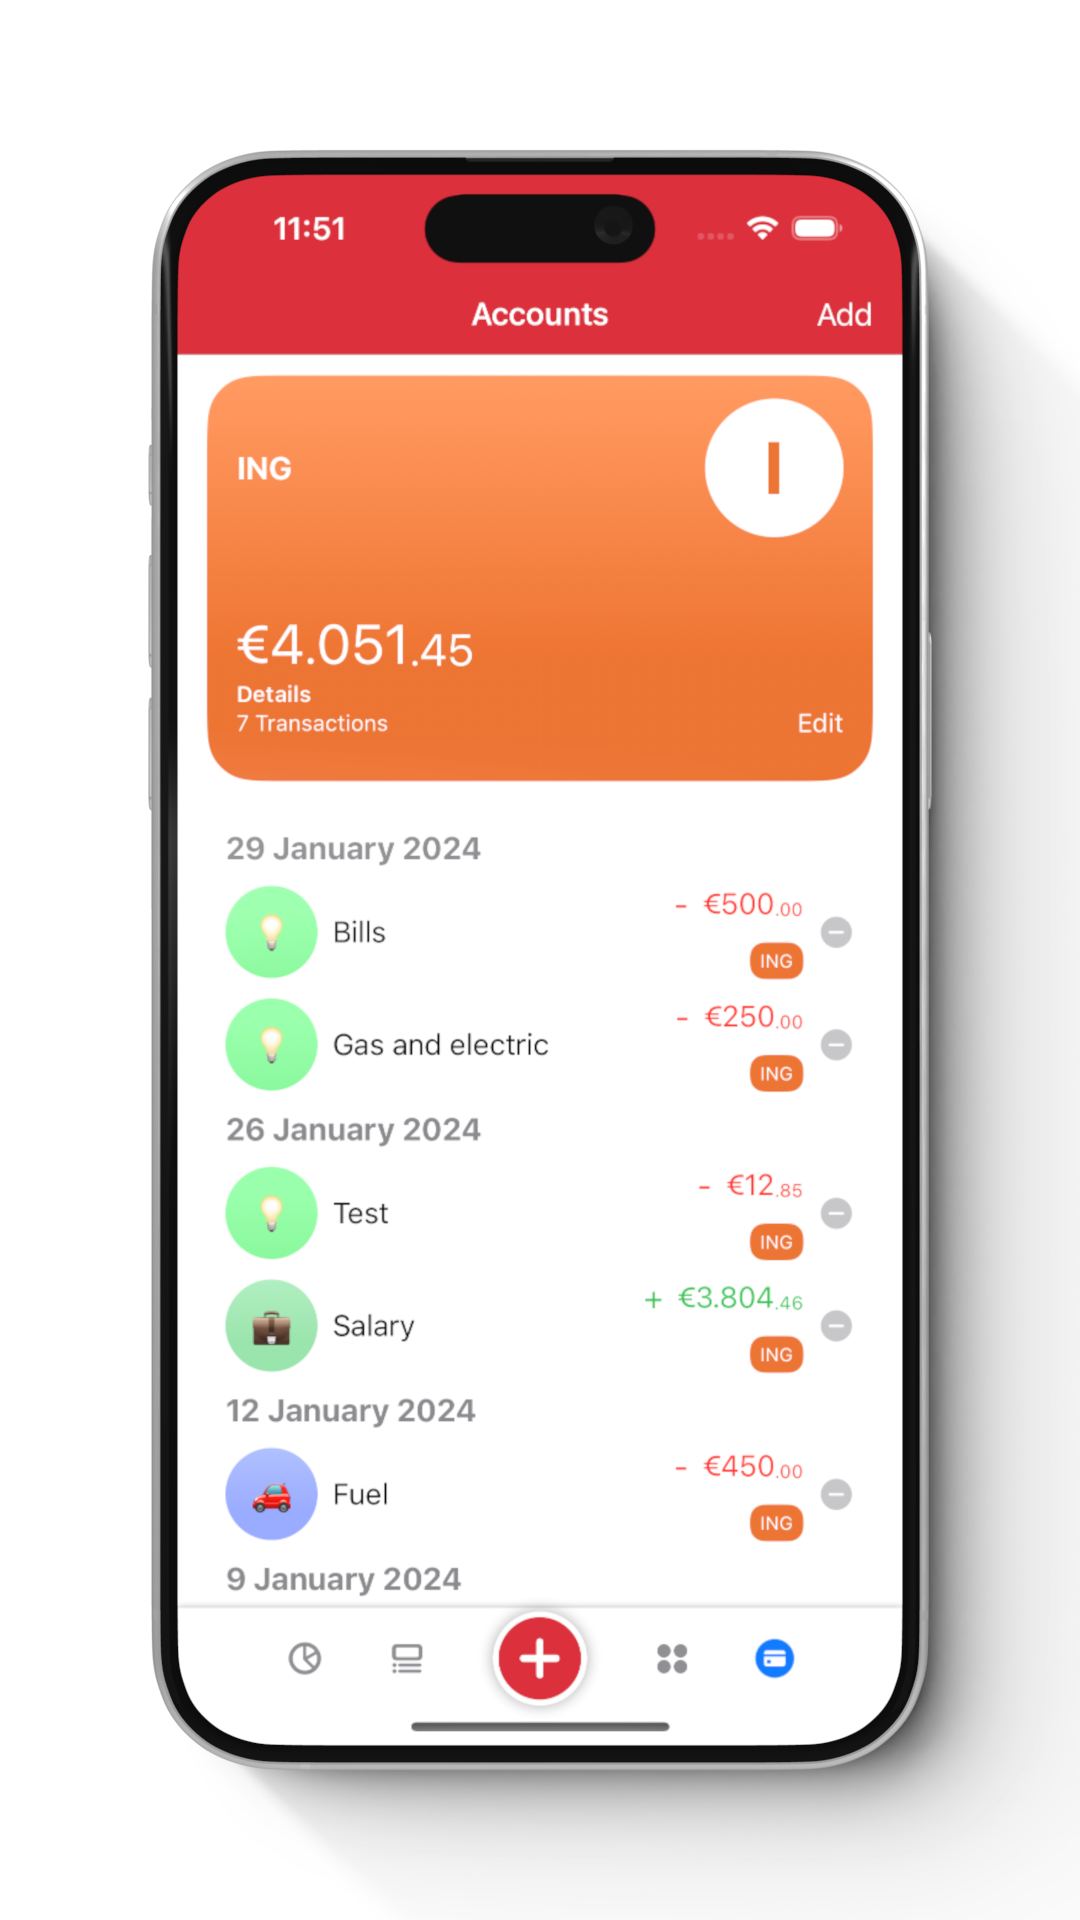 11:51
Accounts
Add
I
ING
€4.051.45
Details
7 Transactions
Edit
29 January 2024
Bills
- €500.00
ING
Gas and electric
- €250.00
ING
26 January 2024
Test
- €12.85
ING
Salary
+ €3.804.46
ING
12 January 2024
Fuel
- €450.00
ING
9 January 2024